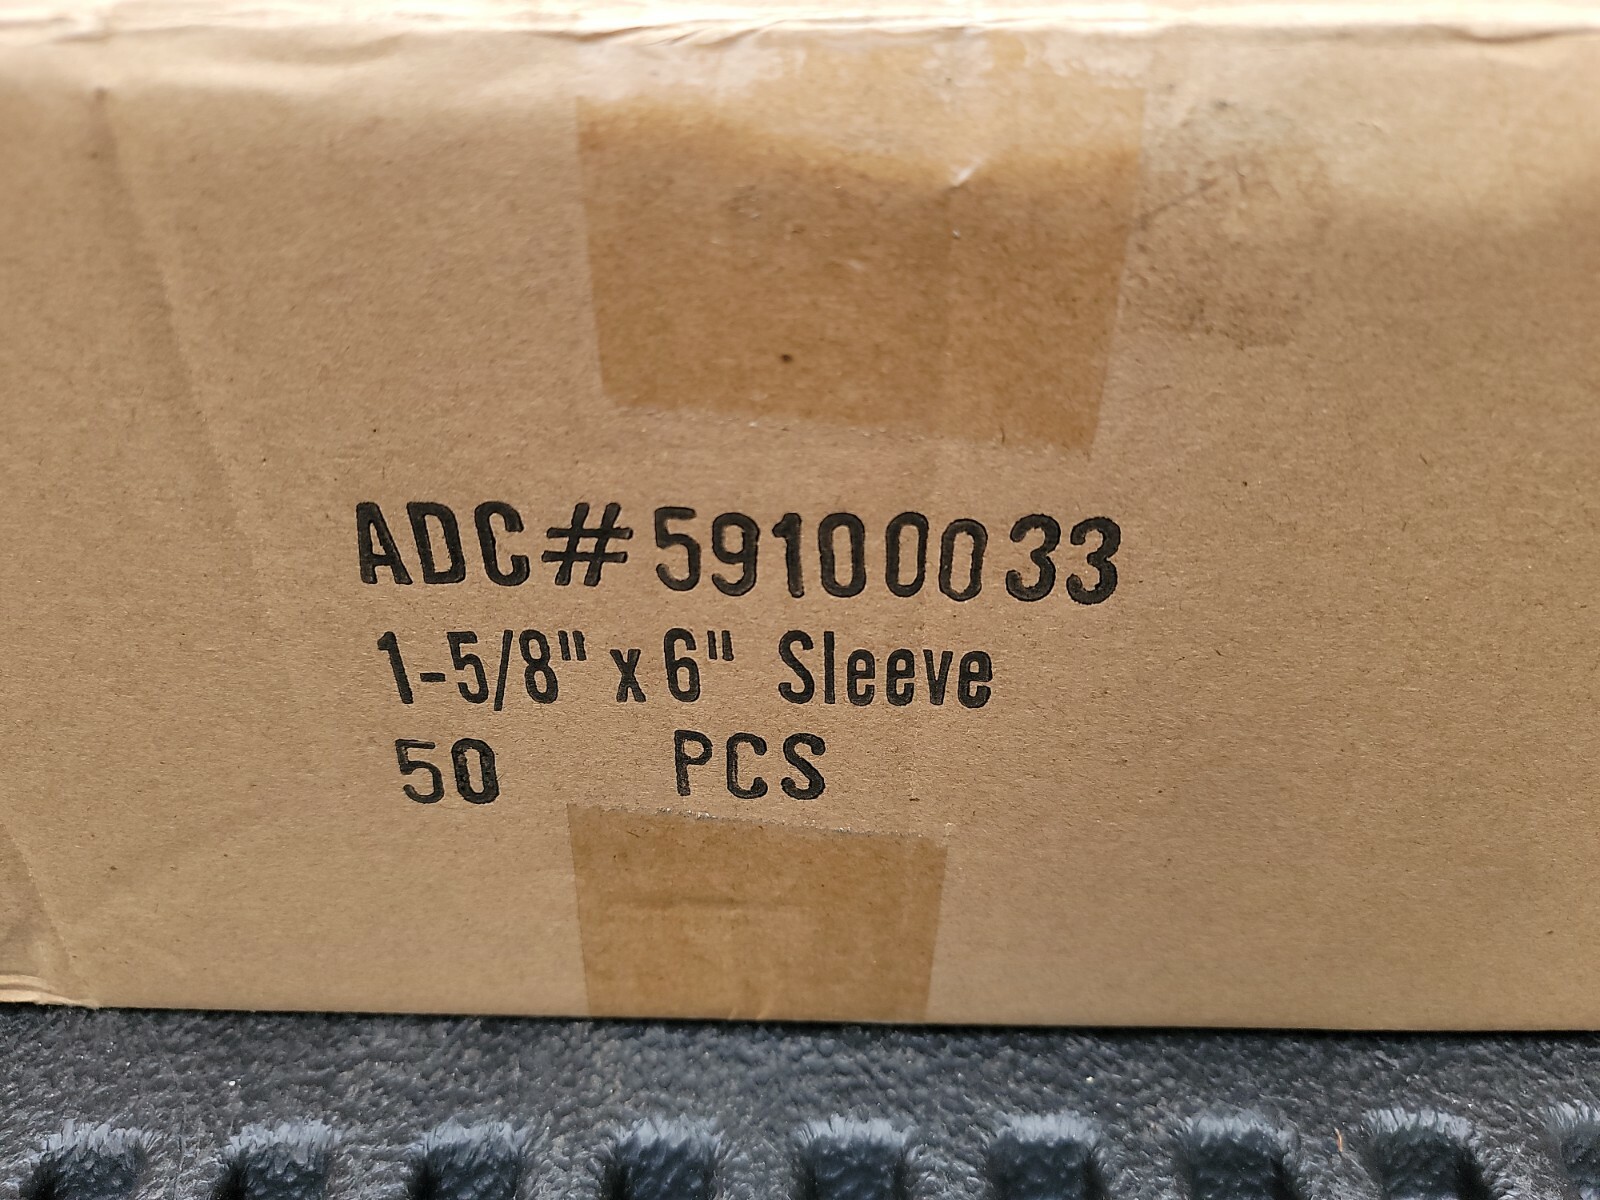 ADC#59100033
1-5/8" x 6" Sleeve
50 PCS